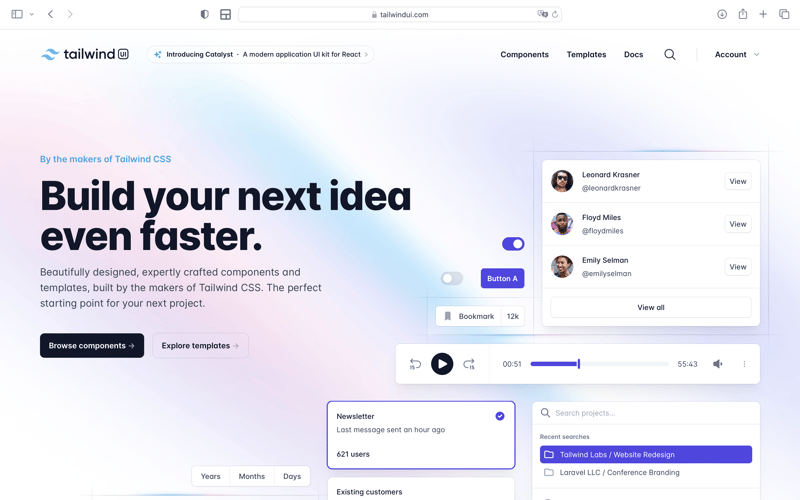 tailwindui.com
tailwind UI
Introducing Catalyst · A modern application UI kit for React
Components
Templates
Docs
Account
By the makers of Tailwind CSS
Build your next idea
even faster.
Beautifully designed, expertly crafted components and
templates, built by the makers of Tailwind CSS. The perfect
starting point for your next project.
Browse components →
Explore templates →
Leonard Krasner
@leonardkrasner
View
Floyd Miles
@floydmiles
View
Emily Selman
@emilyselman
View
View all
Button A
Bookmark
12k
15
15
00:51
55:43
Newsletter
Last message sent an hour ago
621 users
Existing customers
Years
Months
Days
Search projects...
Recent searches
Tailwind Labs / Website Redesign
Laravel LLC / Conference Branding